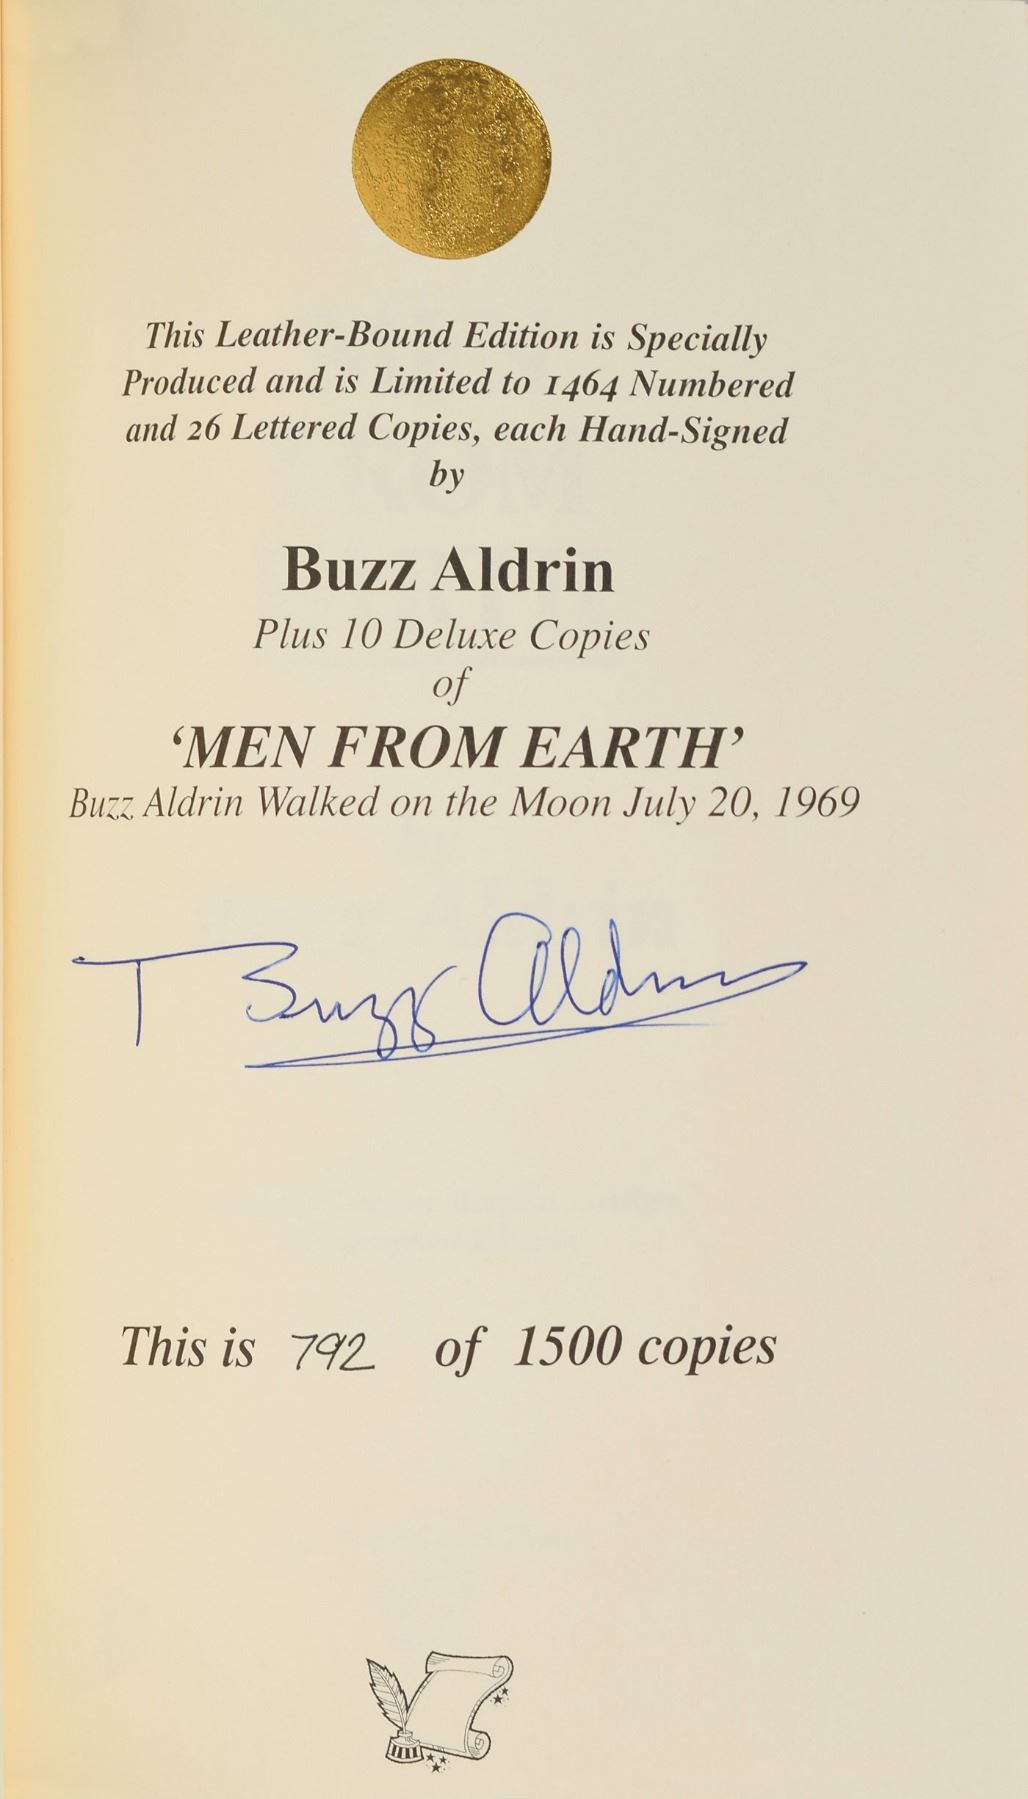 This Leather-Bound Edition is Specially
Produced and is Limited to 1464 Numbered
and 26 Lettered Copies, each Hand-Signed
by
Buzz Aldrin
Plus 10 Deluxe Copies
of
‘MEN FROM EARTH’
Buzz Aldrin Walked on the Moon July 20, 1969
Buzz Aldrin
This is 792 of 1500 copies